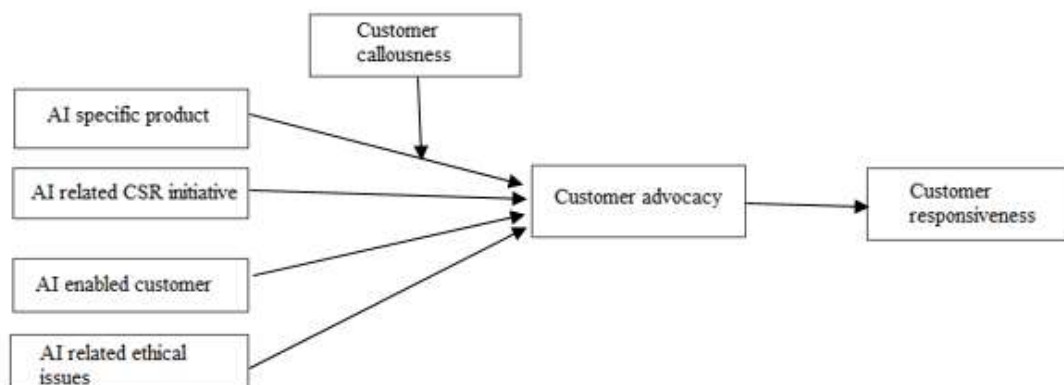 Customer
callousness
AI specific product
AI related CSR initiative
Customer advocacy
Customer
responsiveness
AI enabled customer
AI related ethical
issues